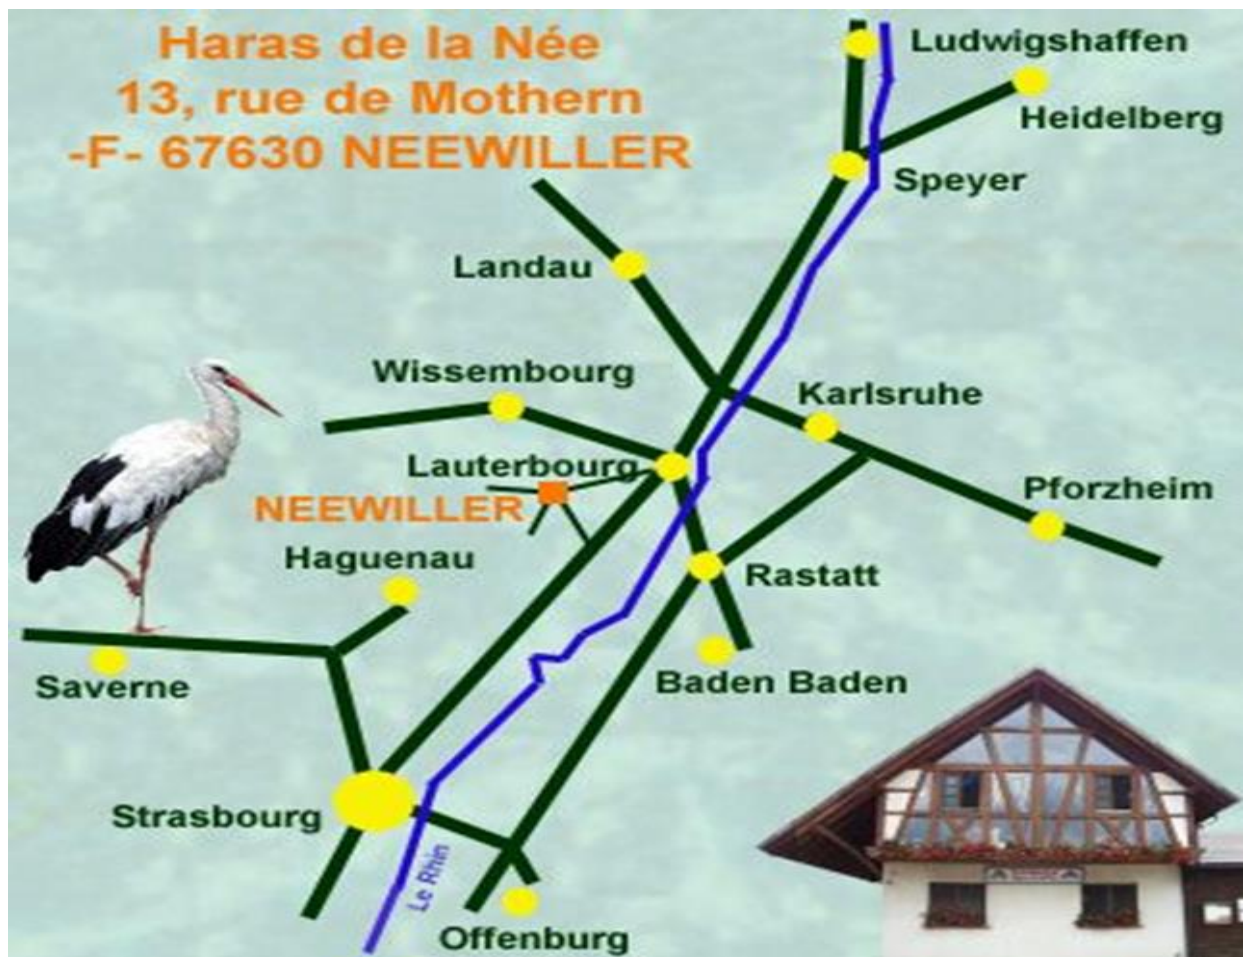 Haras de la Née
13, rue de Mothern
-F- 67630 NEEWILLER
Ludwigshaffen
Heidelberg
Speyer
Landau
Wissembourg
Karlsruhe
Lauterbourg
NEEWILLER
Pforzheim
Haguenau
Rastatt
Saverne
Baden Baden
Strasbourg
Le Rhin
Offenburg